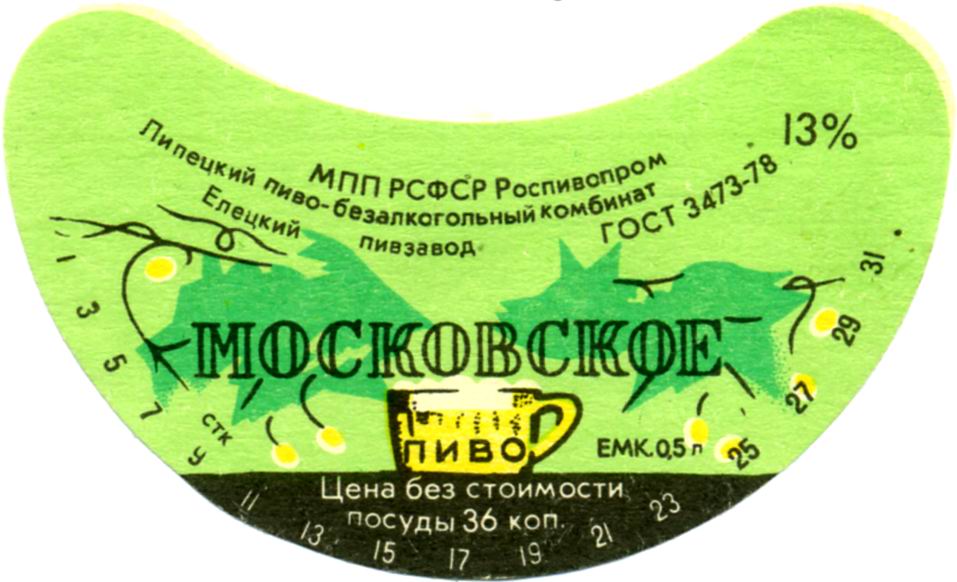 МПП РСФСР Роспивопром
Липецкий пиво-безалкогольный комбинат
Елецкий пивзавод
ГОСТ 3473-78
13%
МОСКОВСКОЕ
ПИВО
ЕМК.0,5 л
стк
Цена без стоимости
посуды 36 коп.
1 3 5 7 9 11 13 15 17 19 21 23 25 27 29 31